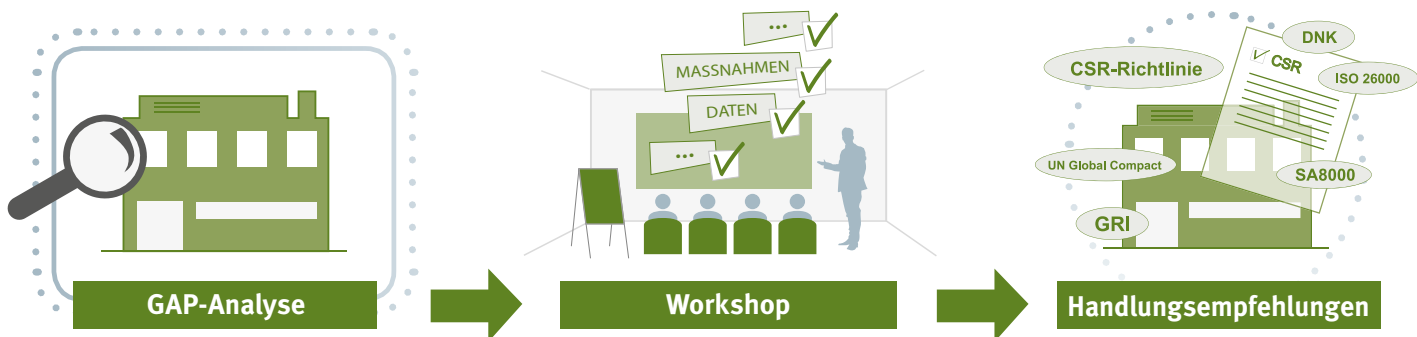 GAP-Analyse
...
MASSNAHMEN
DATEN
...
Workshop
DNK
CSR
CSR-Richtlinie
ISO 26000
UN Global Compact
SA8000
GRI
Handlungsempfehlungen